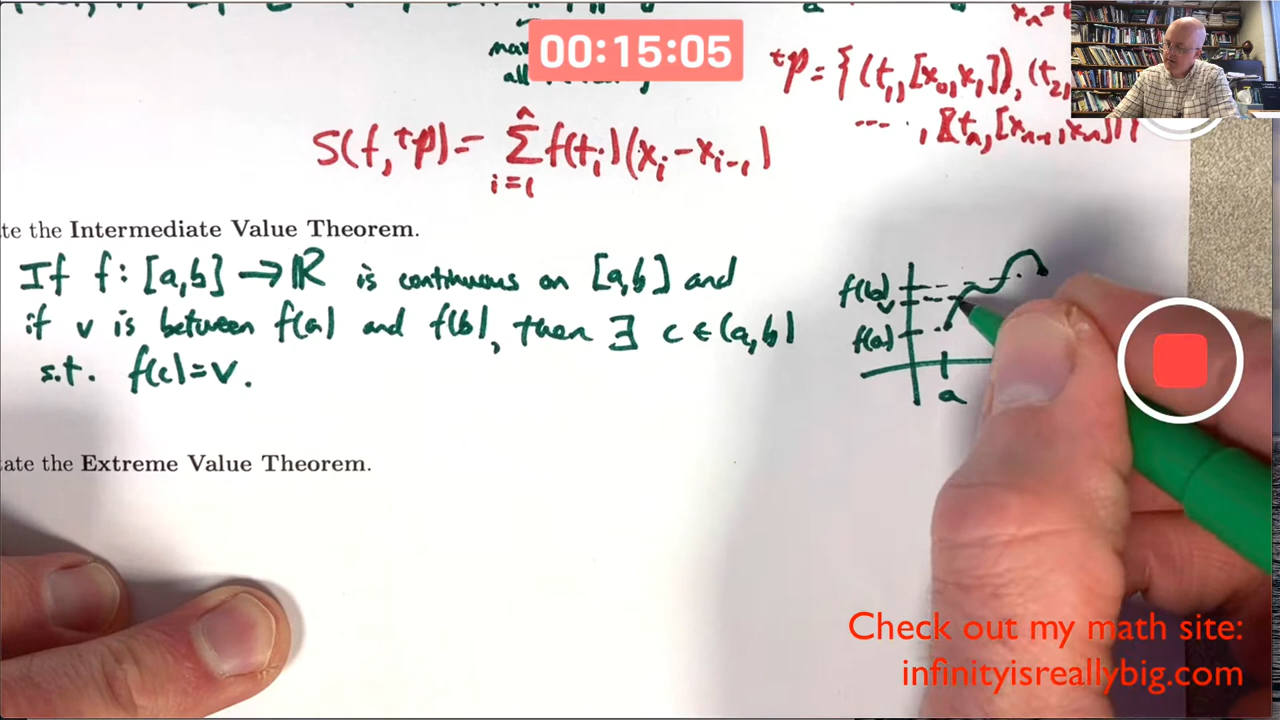 00:15:05
all
ᵗP = {(t₁, [x₀, x₁]), (t₂,
..., (tₙ, [xₙ₋₁, xₙ])}
S(f, ᵗP) = Σ f(tᵢ)(xᵢ - xᵢ₋₁)
n
i=1
te the Intermediate Value Theorem.
If f: [a,b] → ℝ is continuous on [a,b] and
if v is between f(a) and f(b), then ∃ c ∈ (a,b)
s.t. f(c) = v.
f(b)
v
f(a)
a
tate the Extreme Value Theorem.
Check out my math site:
infinityisreallybig.com